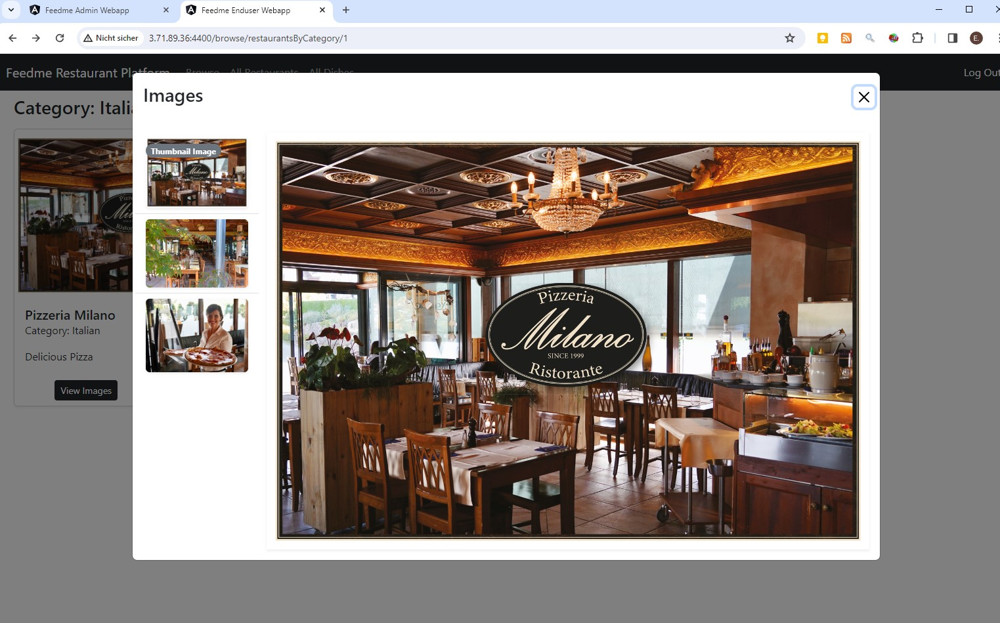 Feedme Admin Webapp
Feedme Enduser Webapp
Nicht sicher
3.71.89.36:4400/browse/restaurantsByCategory/1
E.
Feedme Restaurant Platform
Browse
All Restaurants
All Dishes
Log Out
Images
Category: Itali
Thumbnail Image
Pizzeria
Milano
SINCE 1999
Ristorante
Pizzeria Milano
Category: Italian
Delicious Pizza
View Images